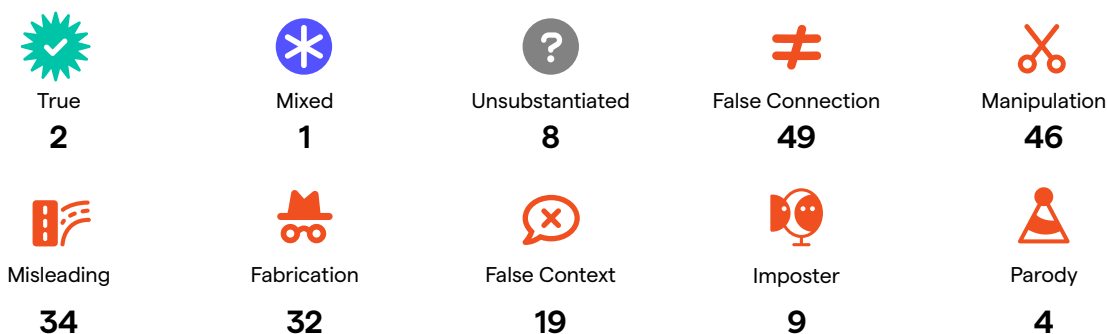 True Mixed Unsubstantiated False Connection Manipulation
2 1 8 49 46
Misleading Fabrication False Context Imposter Parody
34 32 19 9 4